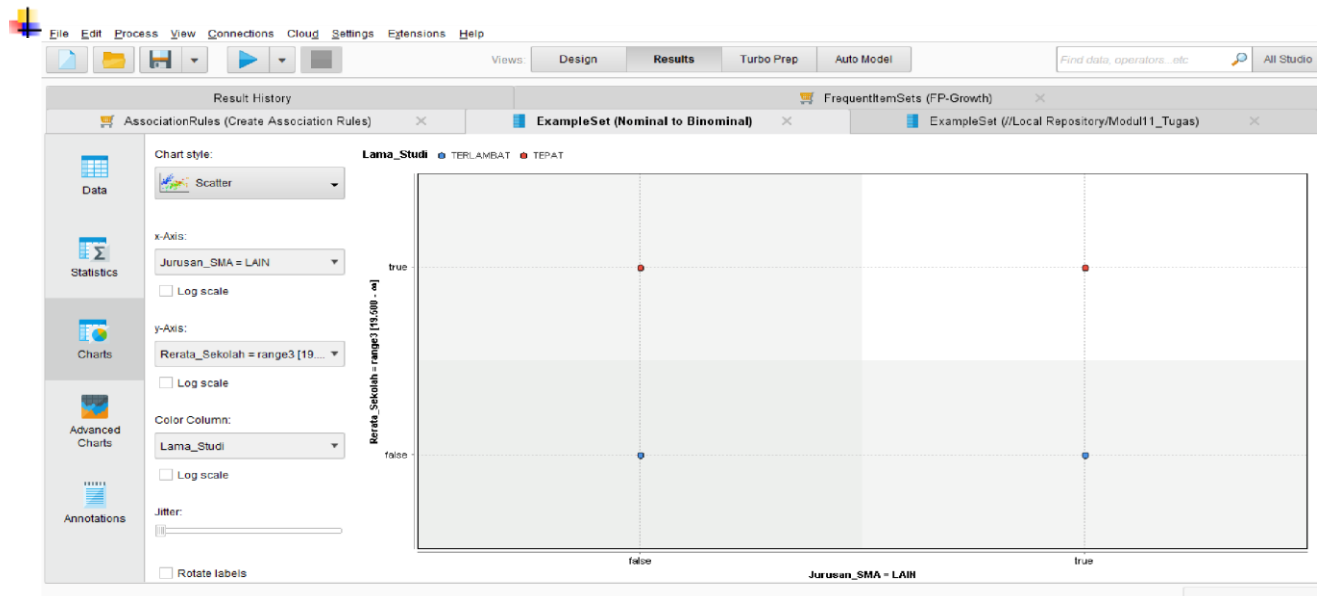 File Edit Process View Connections Cloud Settings Extensions Help
Views: Design Results Turbo Prep Auto Model Find data, operators...etc All Studio
Result History FrequentItemSets (FP-Growth)
AssociationRules (Create Association Rules) ExampleSet (Nominal to Binominal) ExampleSet (//Local Repository/Modul11_Tugas)
Data
Statistics
Charts
Advanced
Charts
Annotations
Chart style:
Scatter
x-Axis:
Jurusan_SMA = LAIN
Log scale
y-Axis:
Rerata_Sekolah = range3 [19....
Log scale
Color Column:
Lama_Studi
Log scale
Jitter:
Rotate labels
Lama_Studi TERLAMBAT TEPAT
Rerata_Sekolah = range3 [19.500 - ∞]
true
false
false true
Jurusan_SMA = LAIN